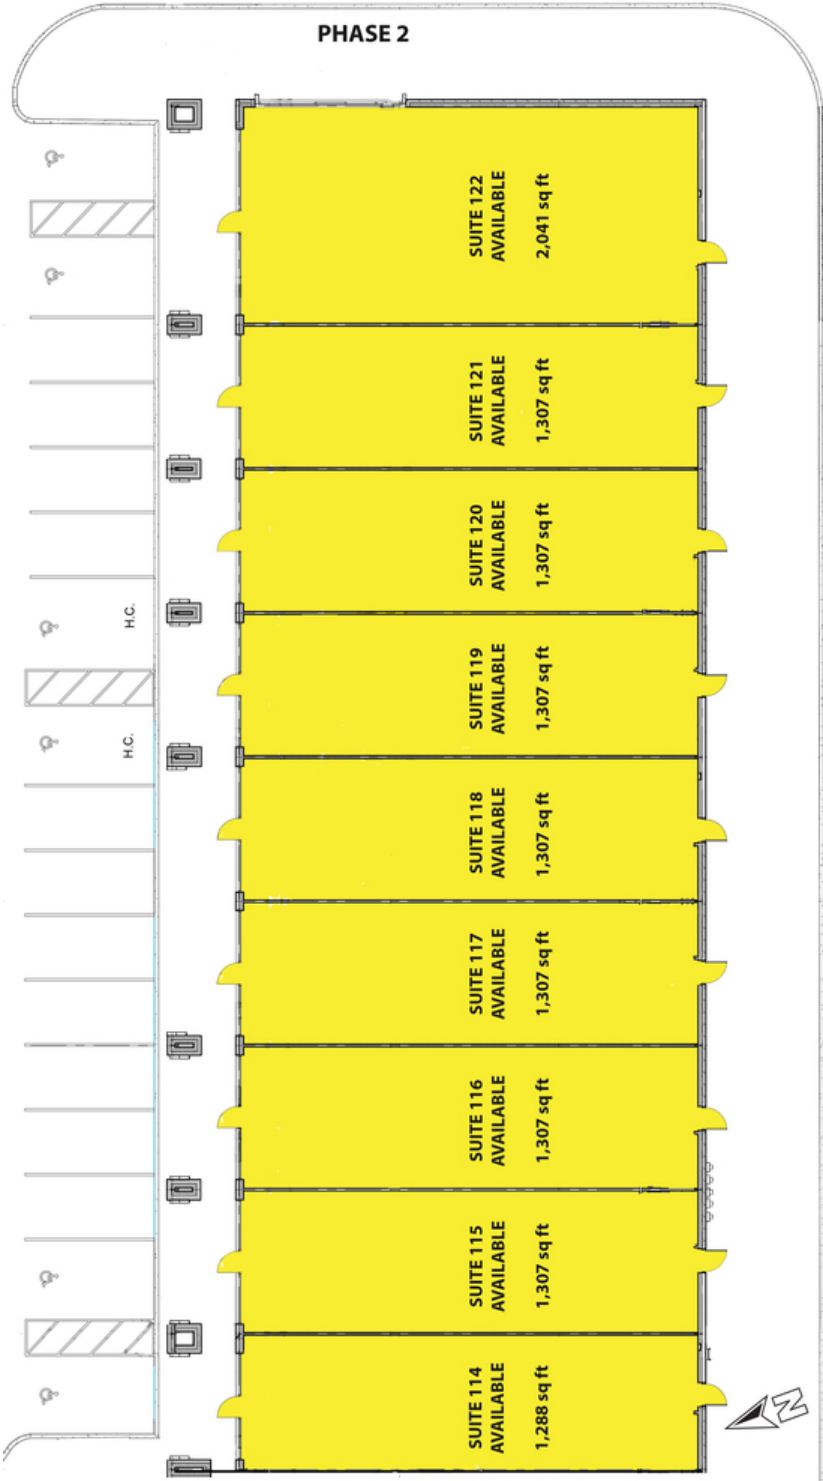 PHASE 2
SUITE 122
AVAILABLE
2,041 sq ft
SUITE 121
AVAILABLE
1,307 sq ft
SUITE 120
AVAILABLE
1,307 sq ft
H.C.
SUITE 119
AVAILABLE
1,307 sq ft
H.C.
SUITE 118
AVAILABLE
1,307 sq ft
SUITE 117
AVAILABLE
1,307 sq ft
SUITE 116
AVAILABLE
1,307 sq ft
SUITE 115
AVAILABLE
1,307 sq ft
SUITE 114
AVAILABLE
1,288 sq ft
N